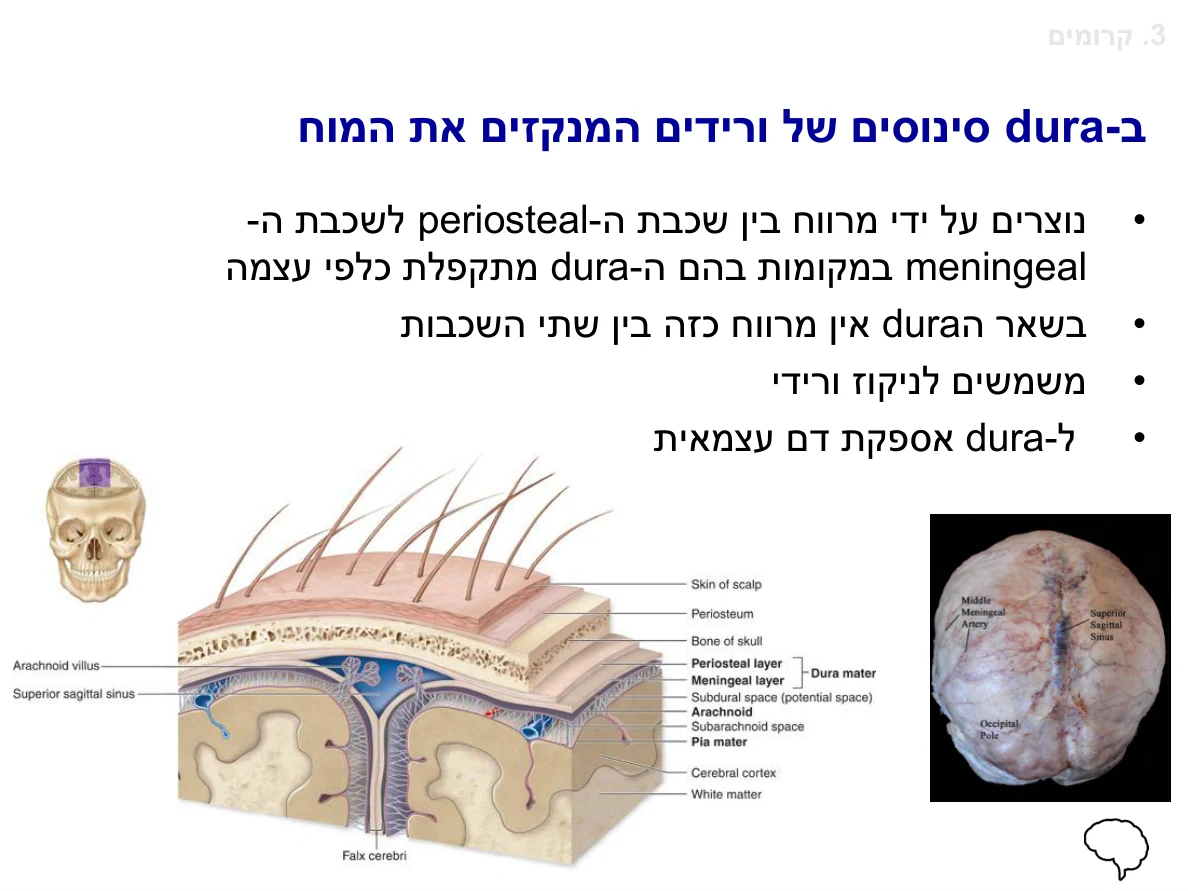 3. קרומים
ב-dura סינוסים של ורידים המנקזים את המוח
• נוצרים על ידי מרווח בין שכבת ה-periosteal לשכבת ה-
meningeal במקומות בהם ה-dura מתקפלת כלפי עצמה
• בשאר הdura אין מרווח כזה בין שתי השכבות
• משמשים לניקוז ורידי
• ל-dura אספקת דם עצמאית
Skin of scalp
Periosteum
Bone of skull
Periosteal layer
Meningeal layer
Dura mater
Subdural space (potential space)
Arachnoid
Subarachnoid space
Pia mater
Cerebral cortex
White matter
Arachnoid villus
Superior sagittal sinus
Falx cerebri
Middle
Meningeal
Artery
Superior
Sagittal
Sinus
Occipital
Pole